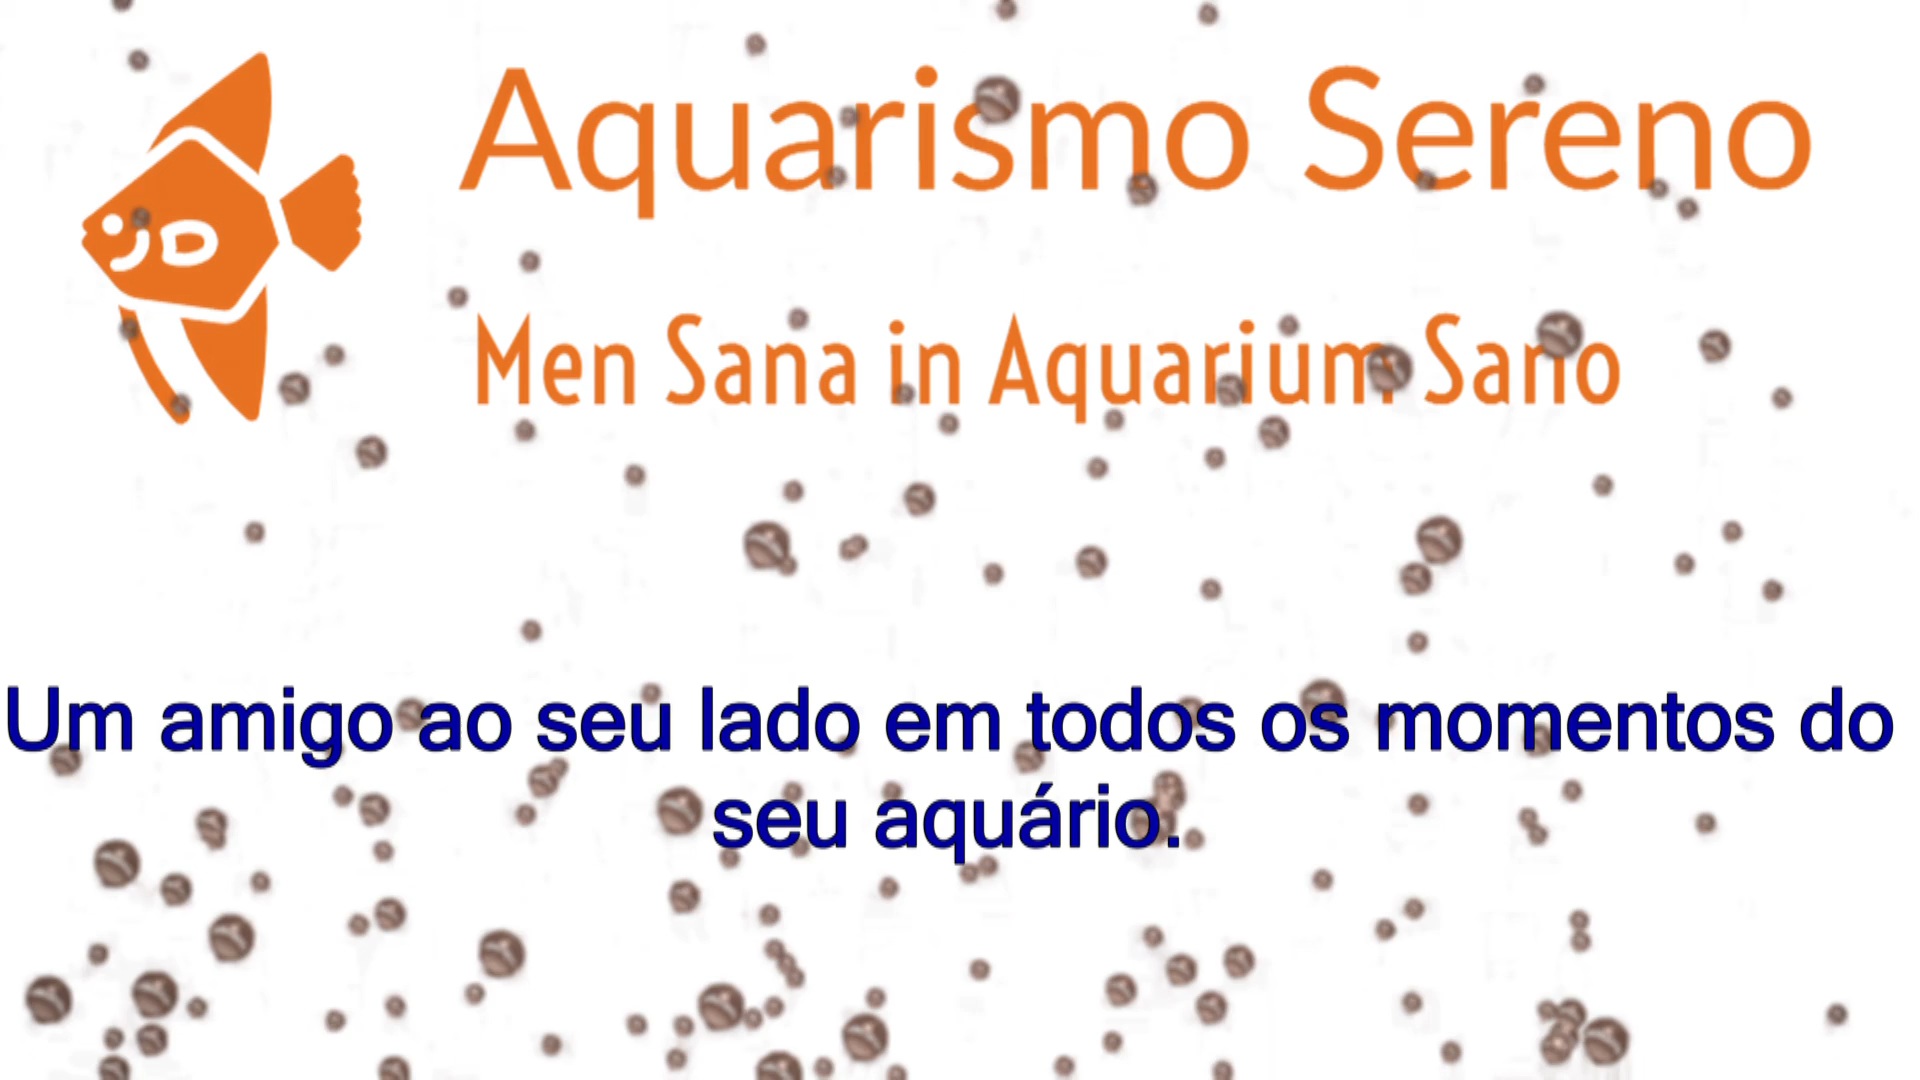 Aquarismo Sereno
Men Sana in Aquarium Sano
Um amigo ao seu lado em todos os momentos do
seu aquário.